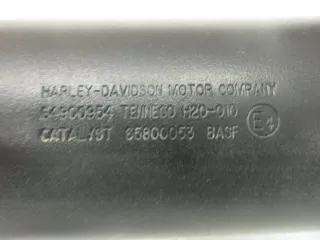 HARLEY-DAVIDSON MOTOR COMPANY
64900954 TENNECO H20-010
CATALYST 65800053 BASF E4